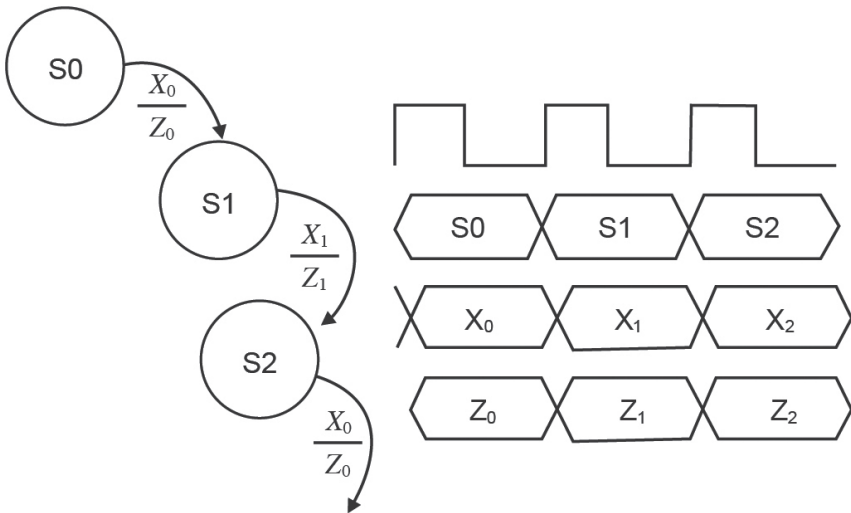 S0
X₀
Z₀
S1
X₁
Z₁
S2
X₀
Z₀
S0 S1 S2
X₀ X₁ X₂
Z₀ Z₁ Z₂